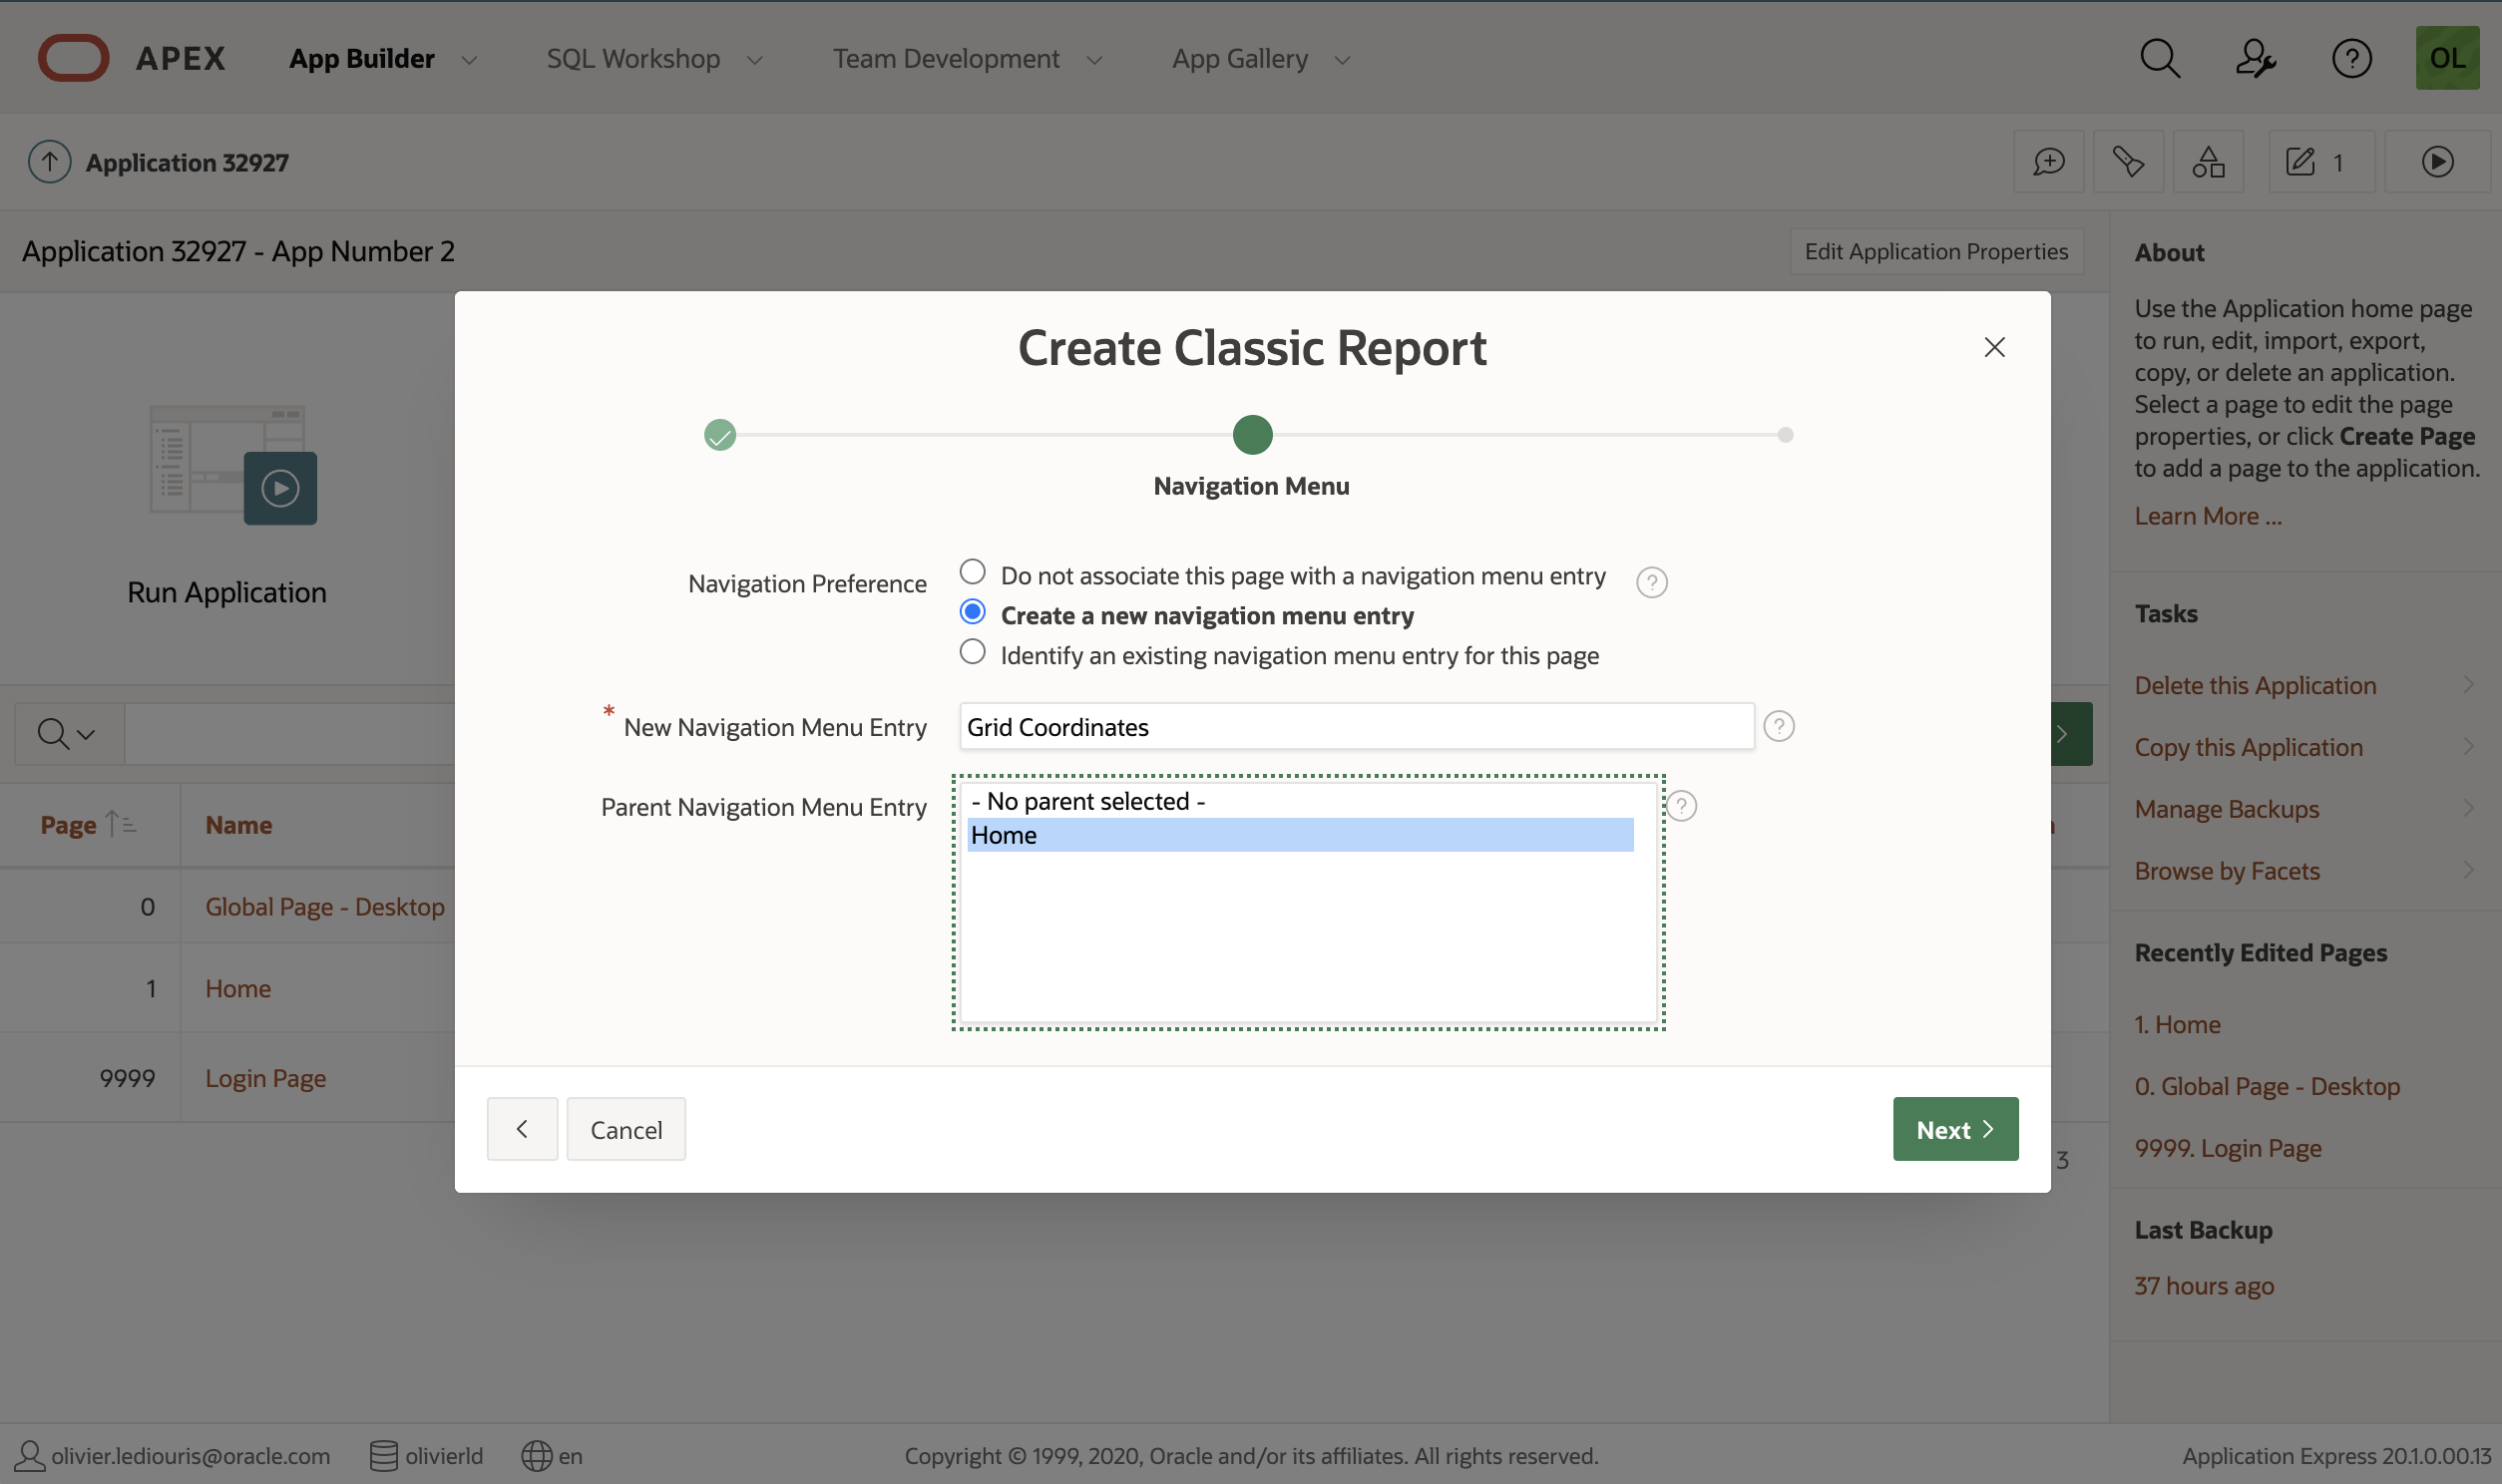 APEX App Builder SQL Workshop Team Development App Gallery OL
Application 32927 1
Application 32927 - App Number 2 Edit Application Properties
About
Use the Application home page
to run, edit, import, export,
copy, or delete an application.
Select a page to edit the page
properties, or click Create Page
to add a page to the application.
Learn More ...
Run Application
Create Classic Report
Navigation Menu
Navigation Preference
Do not associate this page with a navigation menu entry
Create a new navigation menu entry
Identify an existing navigation menu entry for this page
* New Navigation Menu Entry Grid Coordinates
Parent Navigation Menu Entry
- No parent selected -
Home
Cancel Next
Page Name
0 Global Page - Desktop
1 Home
9999 Login Page
3
Tasks
Delete this Application
Copy this Application
Manage Backups
Browse by Facets
Recently Edited Pages
1. Home
0. Global Page - Desktop
9999. Login Page
Last Backup
37 hours ago
olivier.lediouris@oracle.com olivierld en Copyright © 1999, 2020, Oracle and/or its affiliates. All rights reserved. Application Express 20.1.0.00.13